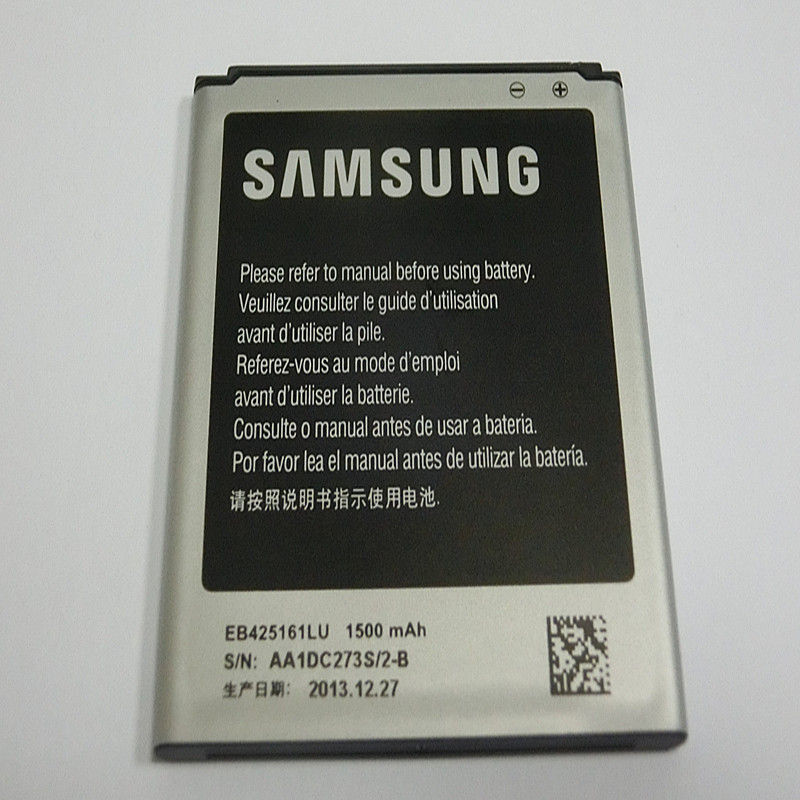 SAMSUNG
Please refer to manual before using battery.
Veuillez consulter le guide d'utilisation
avant d'utiliser la pile.
Referez-vous au mode d'emploi
avant d'utiliser la batterie.
Consulte o manual antes de usar a bateria.
Por favor lea el manual antes de utilizar la batería.
请按照说明书指示使用电池.
EB425161LU 1500 mAh
S/N: AA1DC273S/2-B
生产日期: 2013.12.27